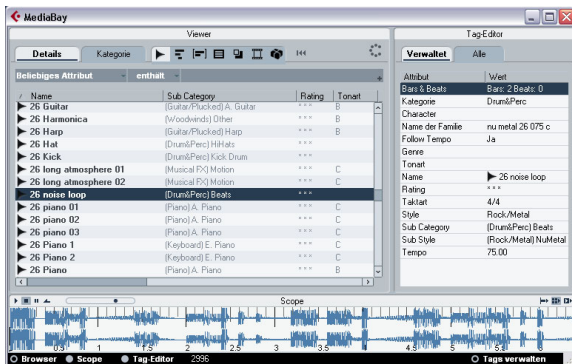 MediaBay
Viewer
Details Kategorie
Beliebiges Attribut enthält
Name Sub Category Rating Tonart
26 Guitar (Guitar/Plucked) A. Guitar *** B
26 Harmonica (Woodwinds) Other *** B
26 Harp (Guitar/Plucked) Harp *** B
26 Hat (Drum&Perc) HiHats ***
26 Kick (Drum&Perc) Kick Drum ***
26 long atmosphere 01 (Musical FX) Motion *** C
26 long atmosphere 02 (Musical FX) Motion *** C
26 noise loop (Drum&Perc) Beats ***
26 piano 01 (Piano) A. Piano *** C
26 piano 02 (Piano) A. Piano *** C
26 piano 03 (Piano) A. Piano *** C
26 Piano 1 (Keyboard) E. Piano *** C
26 Piano 2 (Keyboard) E. Piano *** C
26 Piano (Piano) A. Piano *** B
Tag-Editor
Verwaltet Alle
Attribut Wert
Bars & Beats Bars: 2 Beats: 0
Kategorie Drum&Perc
Character
Name der Familie nu metal 26 075 c
Follow Tempo Ja
Genre
Tonart
Name 26 noise loop
Rating ***
Taktart 4/4
Style Rock/Metal
Sub Category (Drum&Perc) Beats
Sub Style (Rock/Metal) NuMetal
Tempo 75.00
Scope
0.5 1 1.5 2 2.5 3 3.5 4 4.5 5 5.5 6
Browser Scope Tag-Editor 2996 Tags verwalten